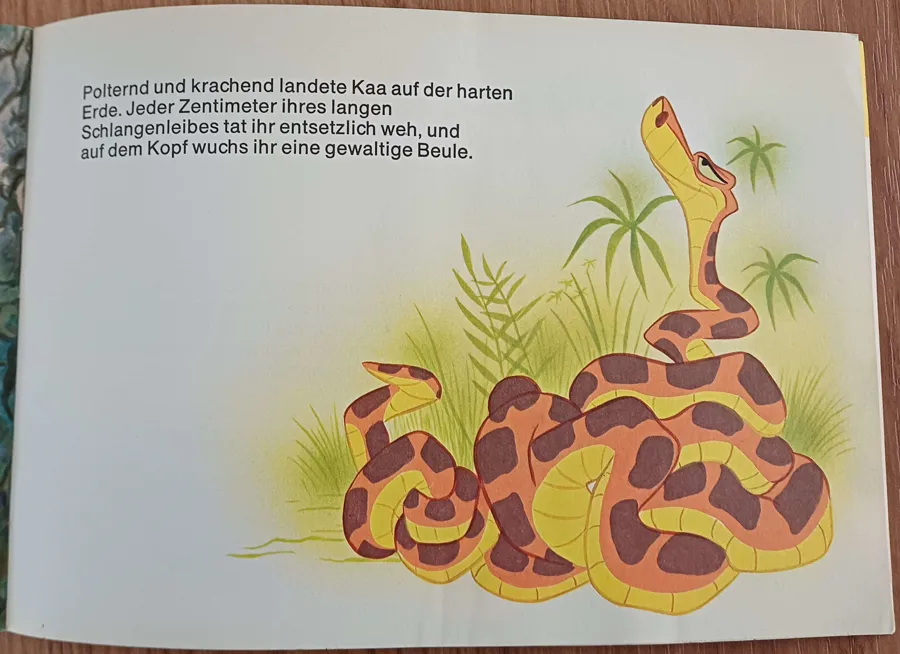 Polternd und krachend landete Kaa auf der harten
Erde. Jeder Zentimeter ihres langen
Schlangenleibes tat ihr entsetzlich weh, und
auf dem Kopf wuchs ihr eine gewaltige Beule.